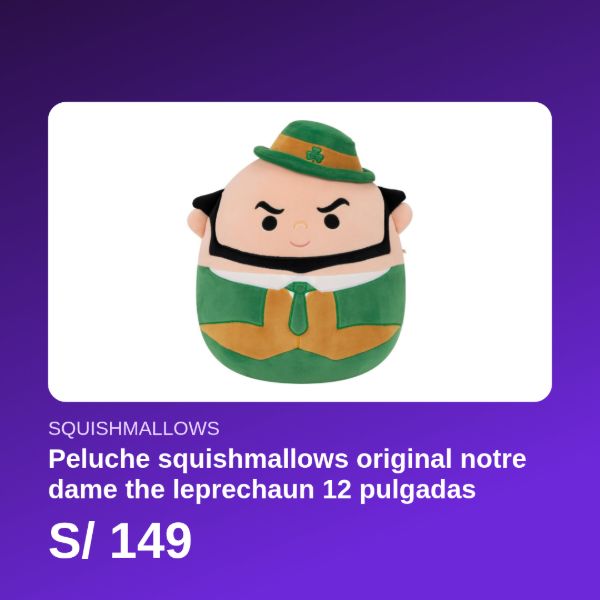 SQUISHMALLOWS
Peluche squishmallows original notre
dame the leprechaun 12 pulgadas
S/ 149